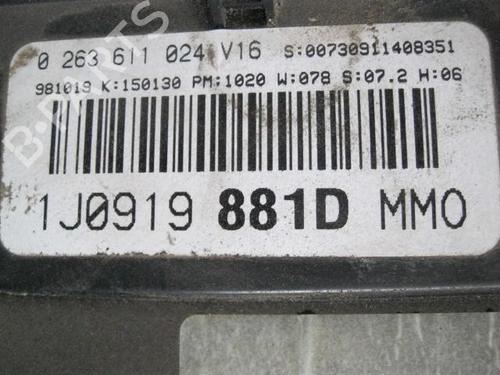 0 263 611 024 V16 S:00730911408351
981019 K:150130 PM:1020 W:078 S:07.2 H:06
1J0919 881D MMO
B-PARTS